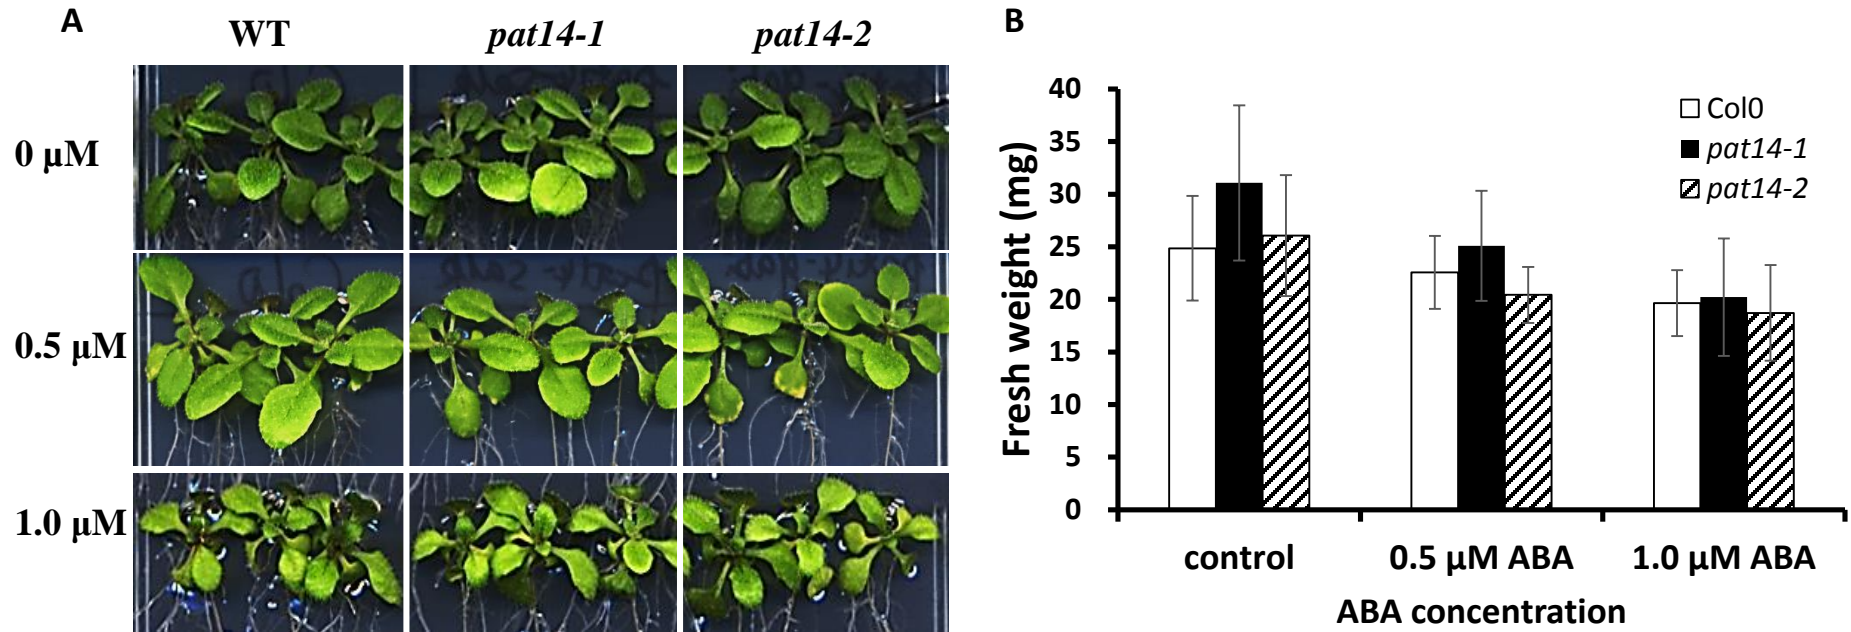 A
WT
pat14-1
pat14-2
0 µM
0.5 µM
1.0 µM
B
Fresh weight (mg)
40
35
30
25
20
15
10
5
0
Col0
pat14-1
pat14-2
control
0.5 µM ABA
1.0 µM ABA
ABA concentration